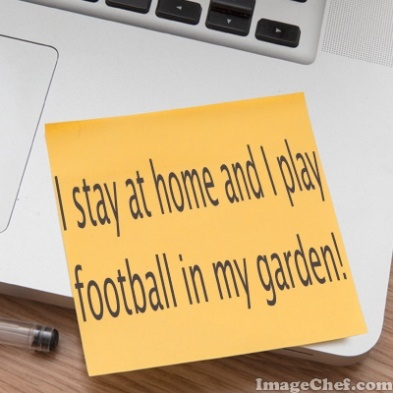 I stay at home and I play
football in my garden!
ImageChef.com